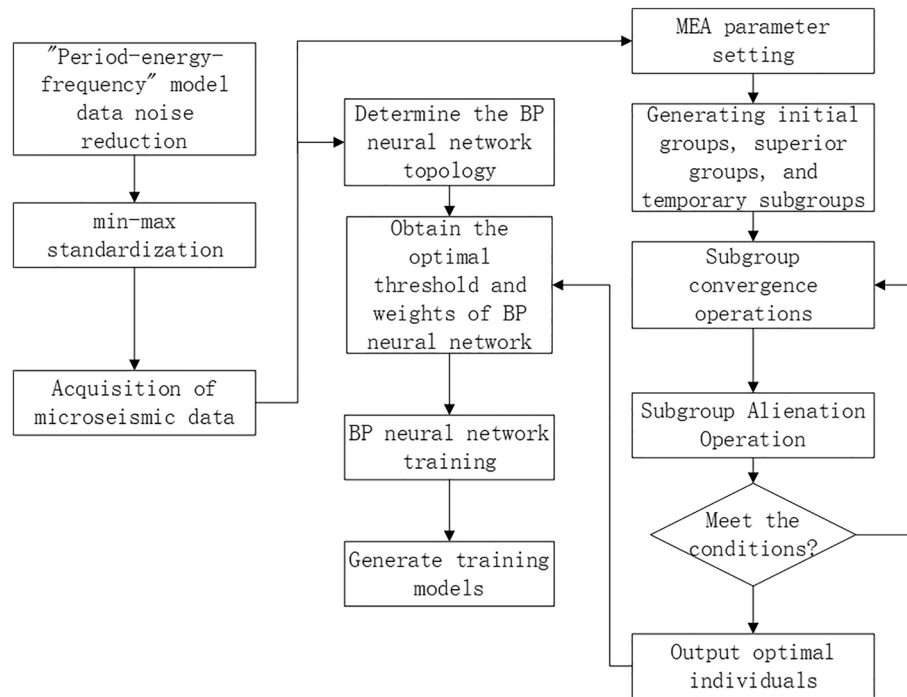 "Period-energy-
frequency" model
data noise
reduction
min-max
standardization
Acquisition of
microseismic data
Determine the BP
neural network
topology
Obtain the
optimal
threshold and
weights of BP
neural network
BP neural network
training
Generate training
models
MEA parameter
setting
Generating initial
groups, superior
groups, and
temporary subgroups
Subgroup
convergence
operations
Subgroup Alienation
Operation
Meet the
conditions?
Output optimal
individuals